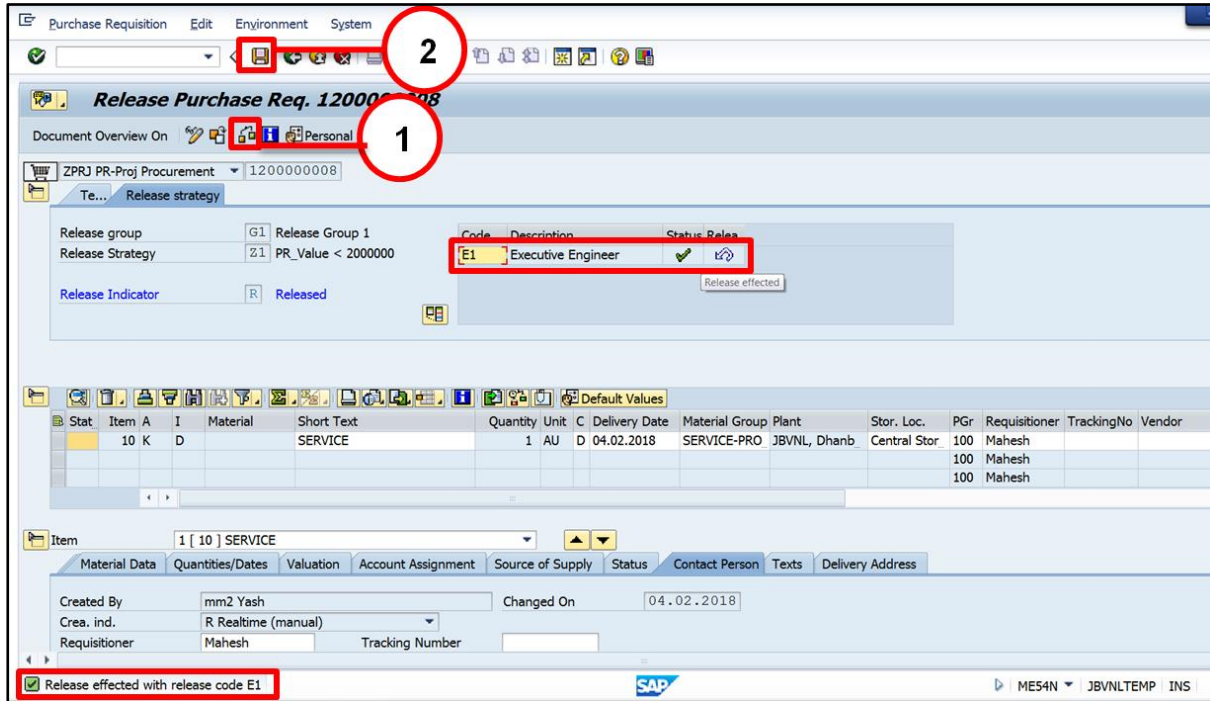 Purchase Requisition Edit Environment System
2
Release Purchase Req. 1200000008
Document Overview On Personal
1
ZPRJ PR-Proj Procurement 1200000008
Te... Release strategy
Release group G1 Release Group 1
Code Description Status Relea
Release Strategy Z1 PR_Value < 2000000
E1 Executive Engineer
Release effected
Release Indicator R Released
Default Values
Stat Item A I Material Short Text Quantity Unit C Delivery Date Material Group Plant Stor. Loc. PGr Requisitioner TrackingNo Vendor
10 K D SERVICE 1 AU D 04.02.2018 SERVICE-PRO JBVNL, Dhanb Central Stor 100 Mahesh
100 Mahesh
100 Mahesh
Item 1 [ 10 ] SERVICE
Material Data Quantities/Dates Valuation Account Assignment Source of Supply Status Contact Person Texts Delivery Address
Created By mm2 Yash Changed On 04.02.2018
Crea. ind. R Realtime (manual)
Requisitioner Mahesh Tracking Number
Release effected with release code E1 SAP ME54N JBVNLTEMP INS